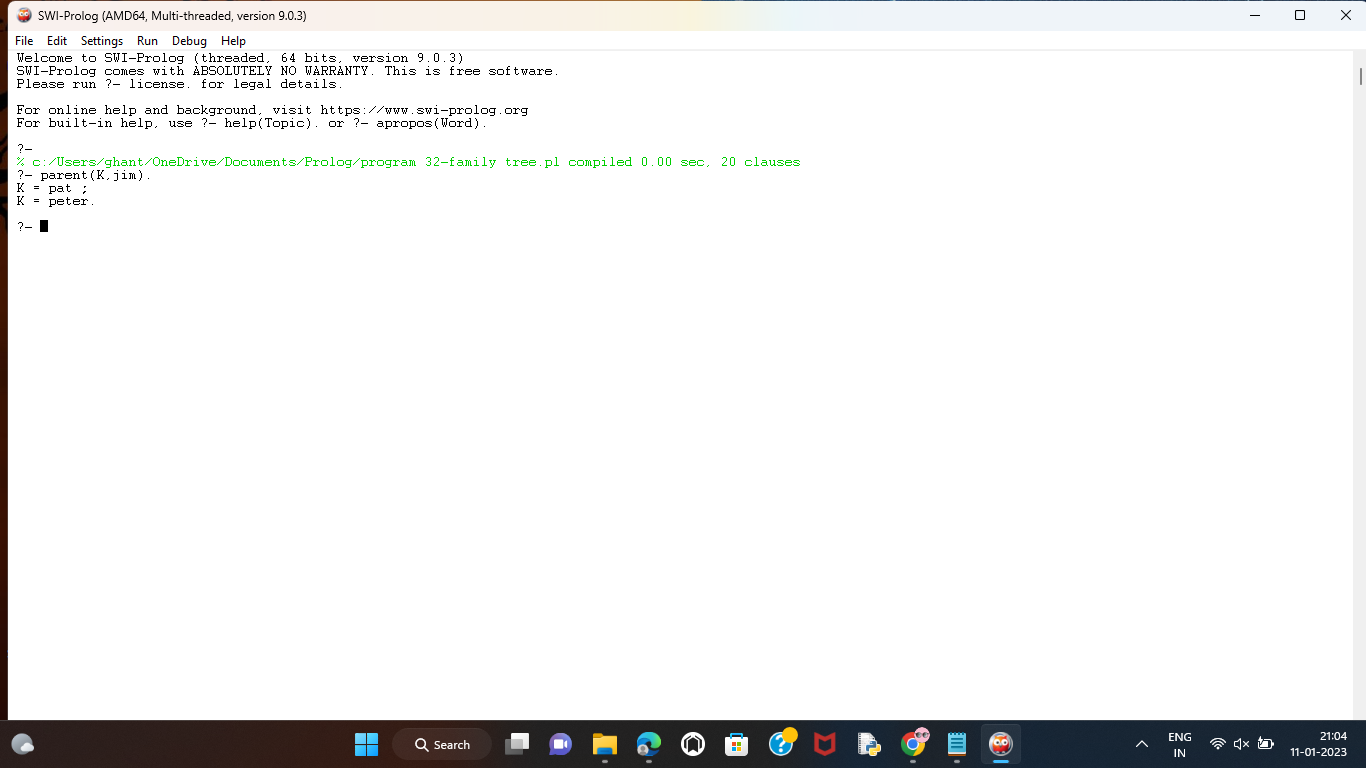 SWI-Prolog (AMD64, Multi-threaded, version 9.0.3)
File Edit Settings Run Debug Help
Welcome to SWI-Prolog (threaded, 64 bits, version 9.0.3)
SWI-Prolog comes with ABSOLUTELY NO WARRANTY. This is free software.
Please run ?- license. for legal details.
For online help and background, visit https://www.swi-prolog.org
For built-in help, use ?- help(Topic). or ?- apropos(Word).
?-
% c:/Users/ghant/OneDrive/Documents/Prolog/program 32-family tree.pl compiled 0.00 sec, 20 clauses
?- parent(K,jim).
K = pat ;
K = peter.
?-
Search
ENG
IN
21:04
11-01-2023